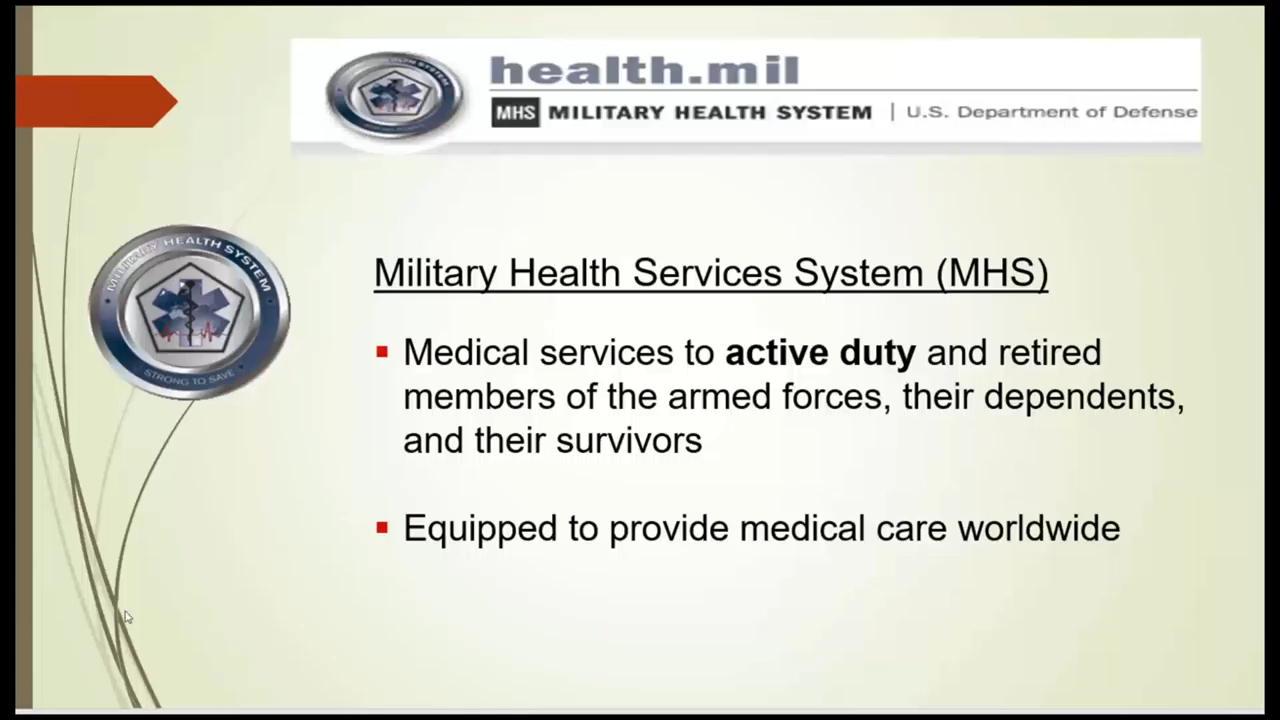 health.mil
MHS MILITARY HEALTH SYSTEM | U.S. Department of Defense
MILITARY HEALTH SYSTEM
STRONG TO SAVE
Military Health Services System (MHS)
▪ Medical services to active duty and retired
members of the armed forces, their dependents,
and their survivors
▪ Equipped to provide medical care worldwide